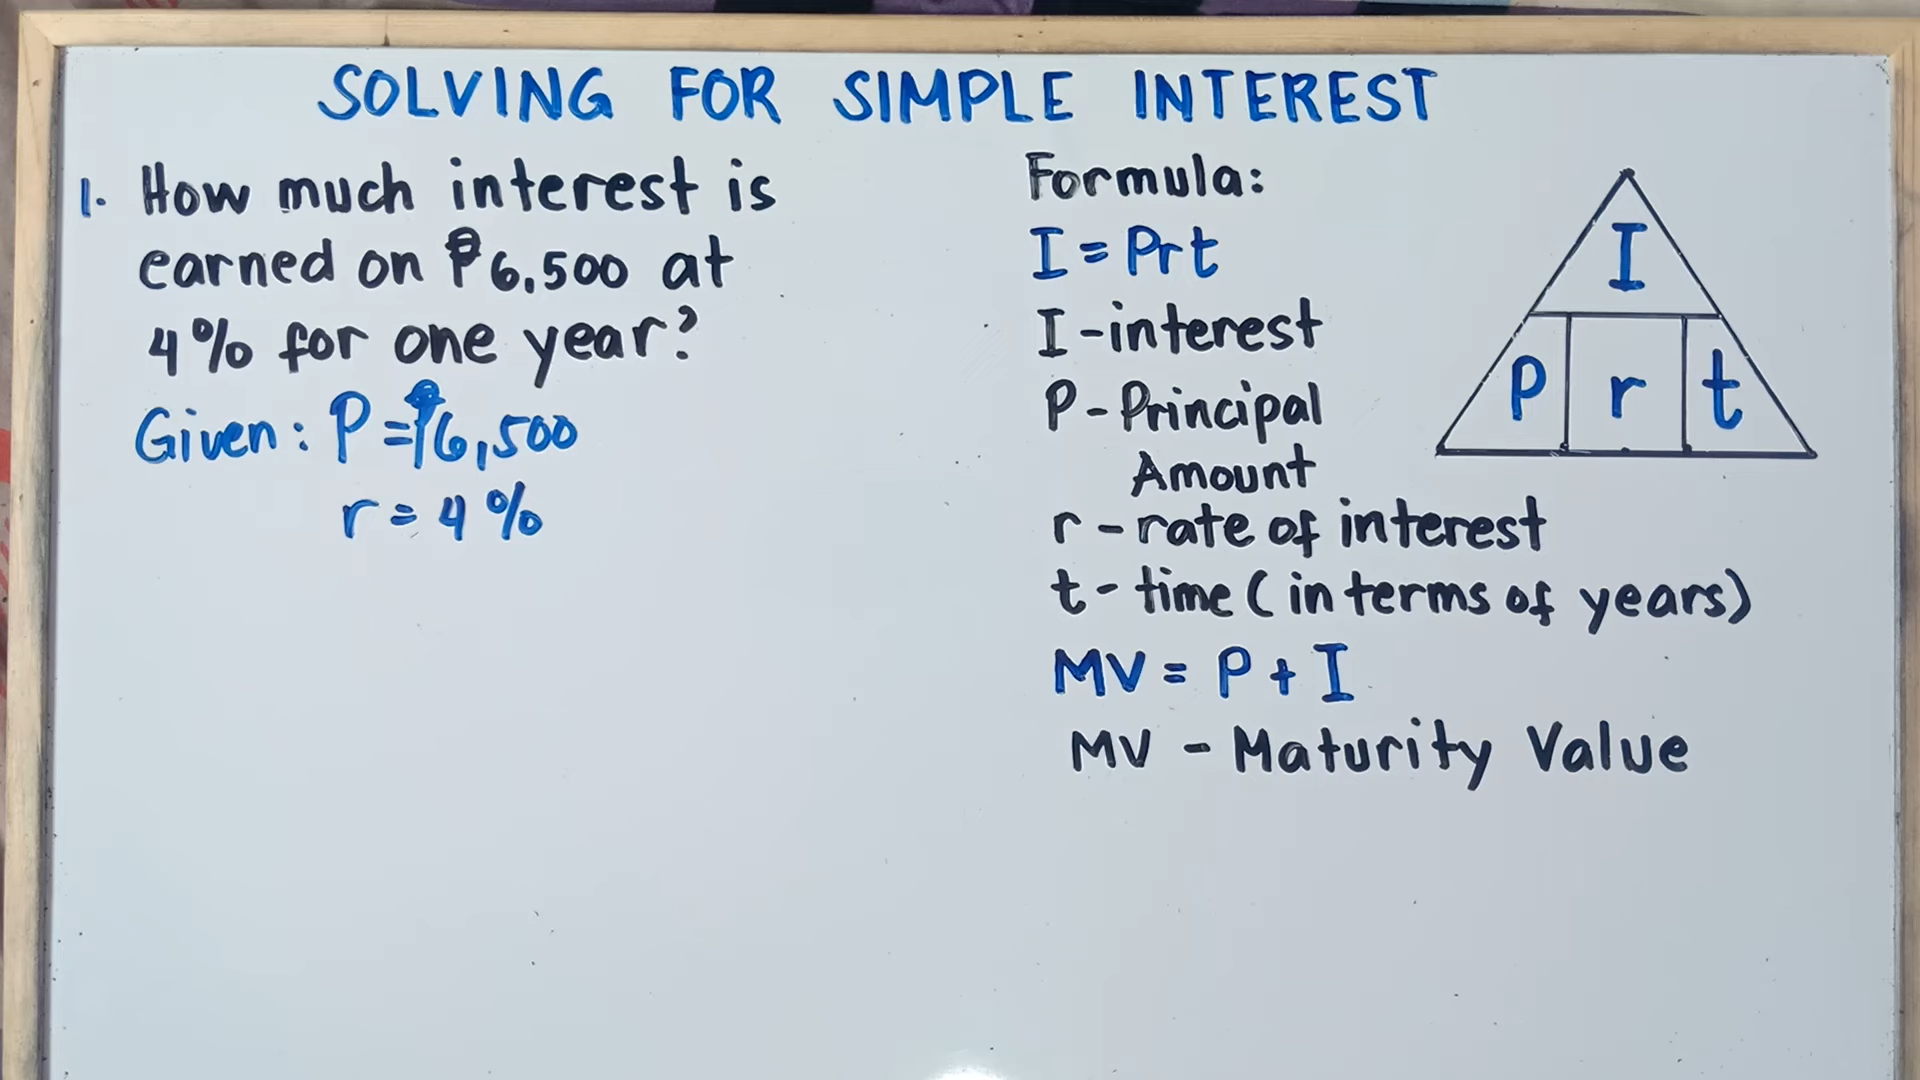 SOLVING FOR SIMPLE INTEREST
1. How much interest is
earned on ₱6,500 at
4% for one year?
Given: P = ₱6,500
r = 4%
Formula:
I = Prt
I - interest
P - Principal
Amount
r - rate of interest
t - time (in terms of years)
MV = P + I
MV - Maturity Value
I
P r t